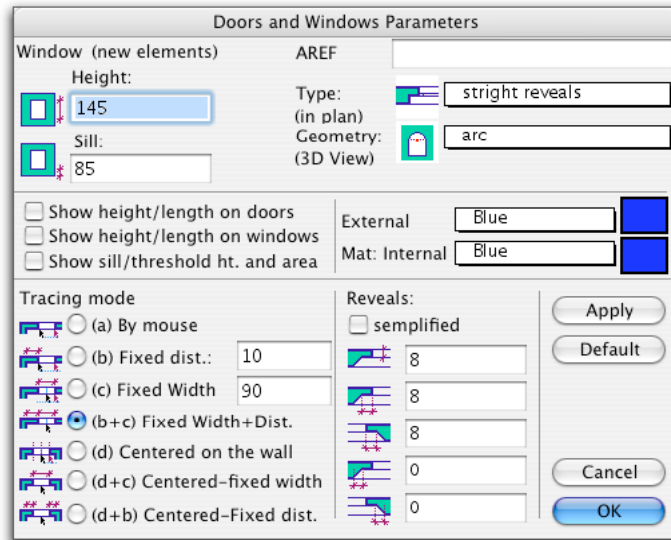 Doors and Windows Parameters
Window (new elements)
AREF
Height:
145
Type:
(in plan)
stright reveals
Geometry:
(3D View)
arc
Sill:
85
Show height/length on doors
Show height/length on windows
Show sill/threshold ht. and area
External
Blue
Mat: Internal
Blue
Tracing mode
(a) By mouse
(b) Fixed dist.:
10
(c) Fixed Width
90
(b+c) Fixed Width+Dist.
(d) Centered on the wall
(d+c) Centered-fixed width
(d+b) Centered-Fixed dist.
Reveals:
semplified
8
8
8
0
0
Apply
Default
Cancel
OK